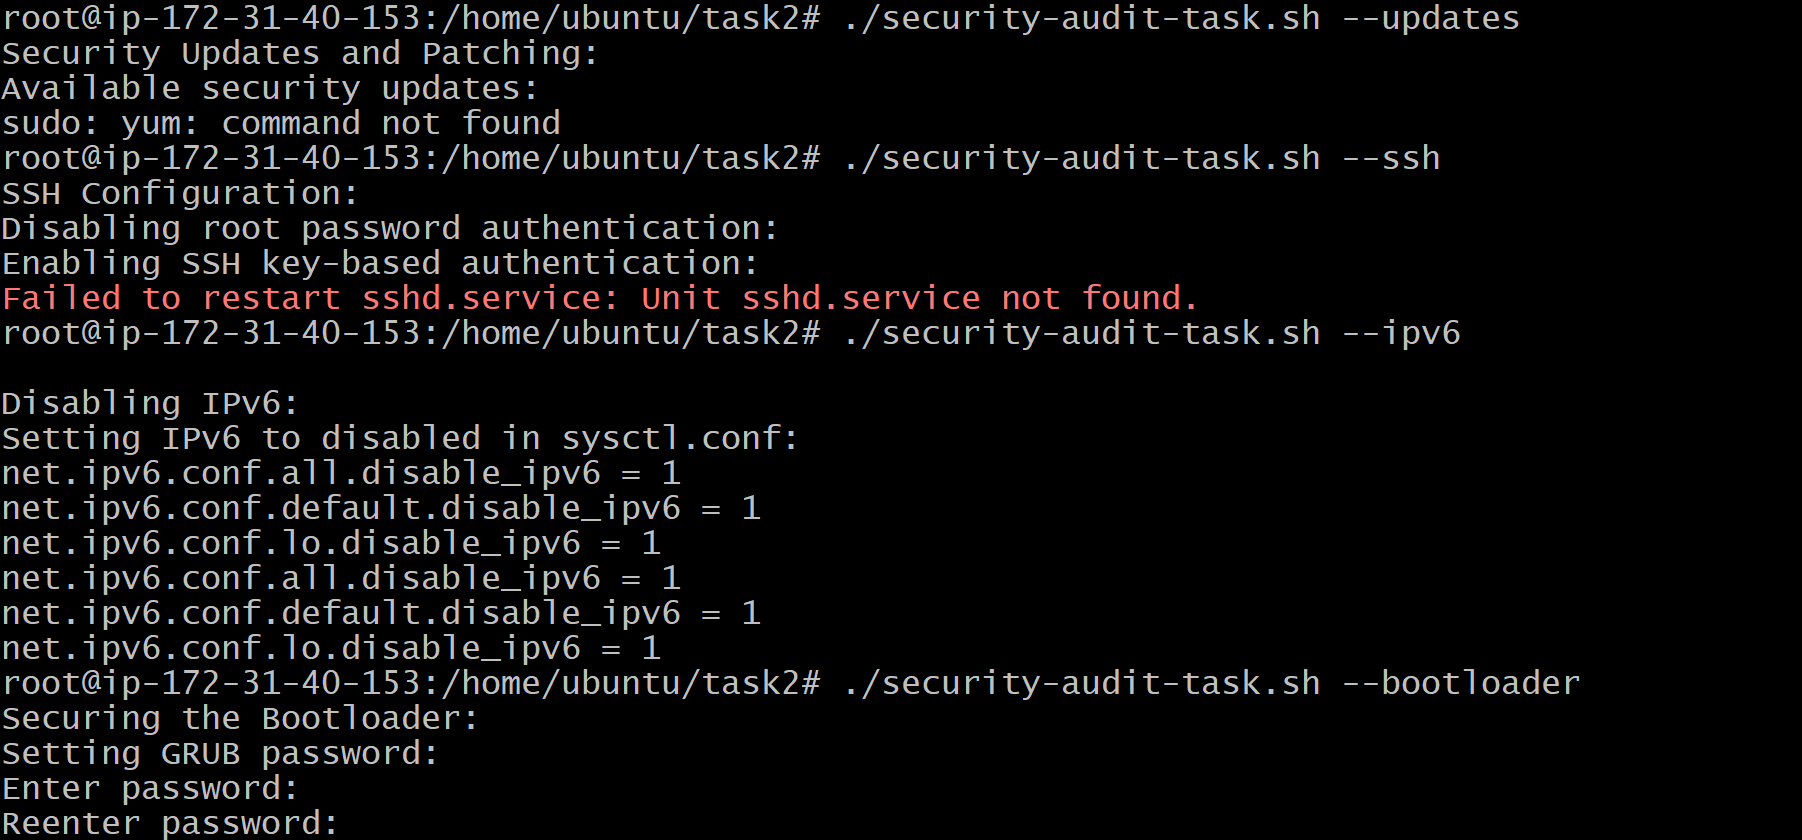 root@ip-172-31-40-153:/home/ubuntu/task2# ./security-audit-task.sh --updates
Security Updates and Patching:
Available security updates:
sudo: yum: command not found
root@ip-172-31-40-153:/home/ubuntu/task2# ./security-audit-task.sh --ssh
SSH Configuration:
Disabling root password authentication:
Enabling SSH key-based authentication:
Failed to restart sshd.service: Unit sshd.service not found.
root@ip-172-31-40-153:/home/ubuntu/task2# ./security-audit-task.sh --ipv6
Disabling IPv6:
Setting IPv6 to disabled in sysctl.conf:
net.ipv6.conf.all.disable_ipv6 = 1
net.ipv6.conf.default.disable_ipv6 = 1
net.ipv6.conf.lo.disable_ipv6 = 1
net.ipv6.conf.all.disable_ipv6 = 1
net.ipv6.conf.default.disable_ipv6 = 1
net.ipv6.conf.lo.disable_ipv6 = 1
root@ip-172-31-40-153:/home/ubuntu/task2# ./security-audit-task.sh --bootloader
Securing the Bootloader:
Setting GRUB password:
Enter password:
Reenter password: